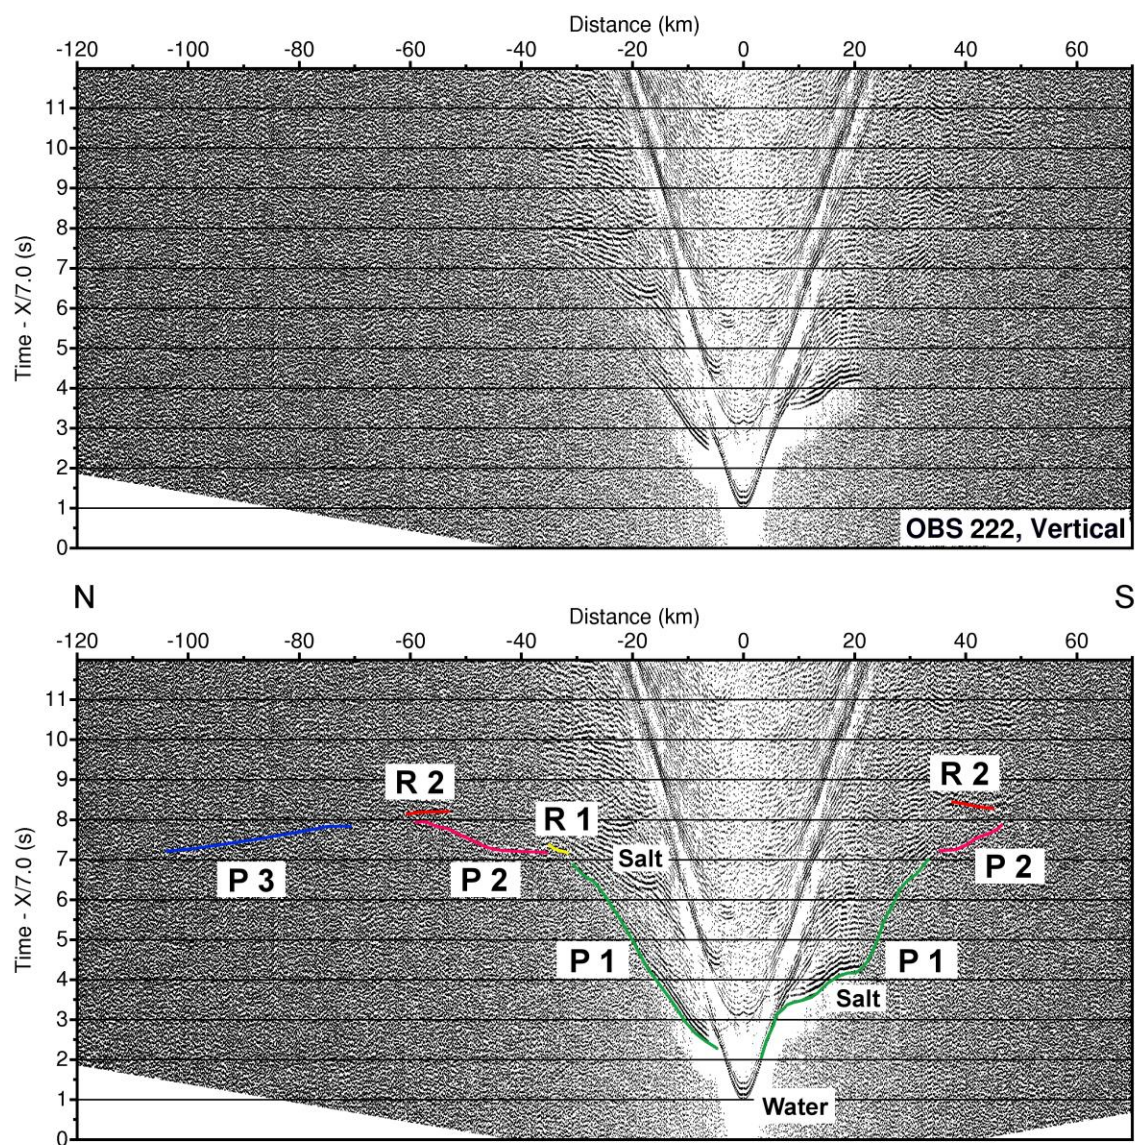 Distance (km)
-120 -100 -80 -60 -40 -20 0 20 40 60
11
10
9
8
7
6
5
4
3
2
1
0
Time - X/7.0 (s)
OBS 222, Vertical
N S
Distance (km)
-120 -100 -80 -60 -40 -20 0 20 40 60
11
10
9
8
7
6
5
4
3
2
1
0
Time - X/7.0 (s)
R 2 R 2
R 1
Salt
P 3 P 2 P 2
P 1 P 1
Salt
Water